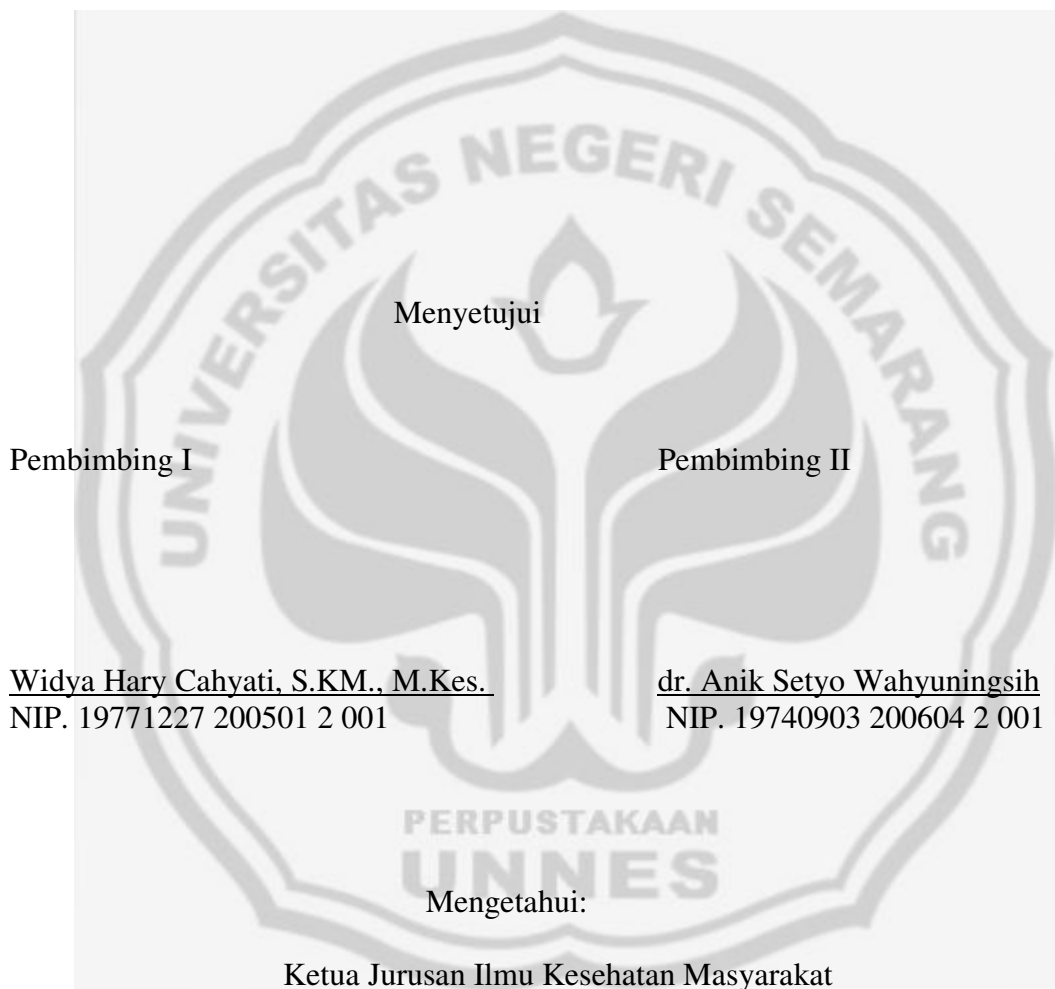 UNIVERSITAS NEGERI SEMARANG
Menyetujui
Pembimbing I Pembimbing II
Widya Hary Cahyati, S.KM., M.Kes. dr. Anik Setyo Wahyuningsih
NIP. 19771227 200501 2 001 NIP. 19740903 200604 2 001
PERPUSTAKAAN
UNNES
Mengetahui:
Ketua Jurusan Ilmu Kesehatan Masyarakat